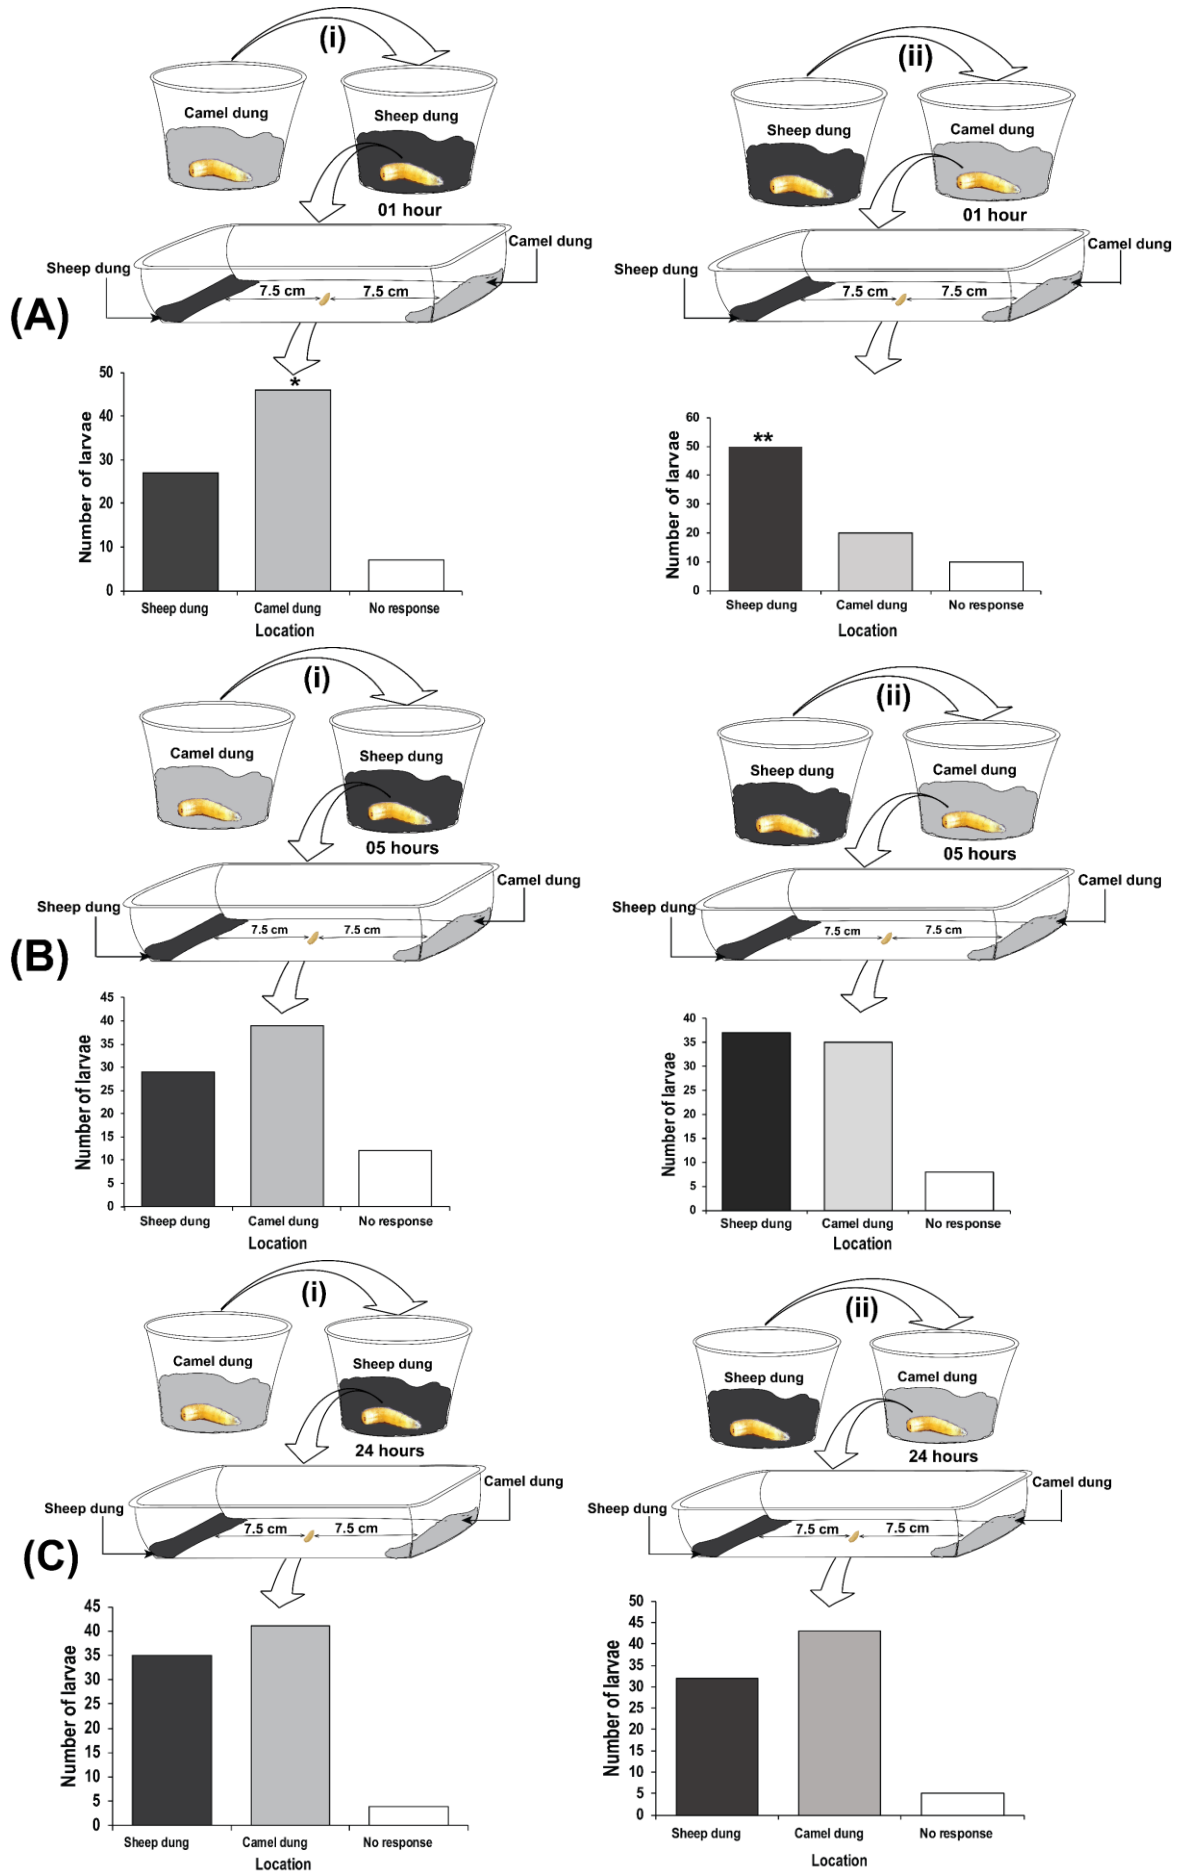 (i)
Camel dung
Sheep dung
01 hour
Sheep dung
Camel dung
7.5 cm
7.5 cm
(A)
*
50
40
30
20
10
0
Number of larvae
Sheep dung
Camel dung
No response
Location
(ii)
Sheep dung
Camel dung
01 hour
Sheep dung
Camel dung
7.5 cm
7.5 cm
**
60
50
40
30
20
10
0
Number of larvae
Sheep dung
Camel dung
No response
Location
(i)
Camel dung
Sheep dung
05 hours
Sheep dung
Camel dung
7.5 cm
7.5 cm
(B)
45
40
35
30
25
20
15
10
5
0
Number of larvae
Sheep dung
Camel dung
No response
Location
(ii)
Sheep dung
Camel dung
05 hours
Sheep dung
Camel dung
7.5 cm
7.5 cm
40
35
30
25
20
15
10
5
0
Number of larvae
Sheep dung
Camel dung
No response
Location
(i)
Camel dung
Sheep dung
24 hours
Sheep dung
Camel dung
7.5 cm
7.5 cm
(C)
45
40
35
30
25
20
15
10
5
0
Number of larvae
Sheep dung
Camel dung
No response
Location
(ii)
Sheep dung
Camel dung
24 hours
Sheep dung
Camel dung
7.5 cm
7.5 cm
50
45
40
35
30
25
20
15
10
5
0
Number of larvae
Sheep dung
Camel dung
No response
Location